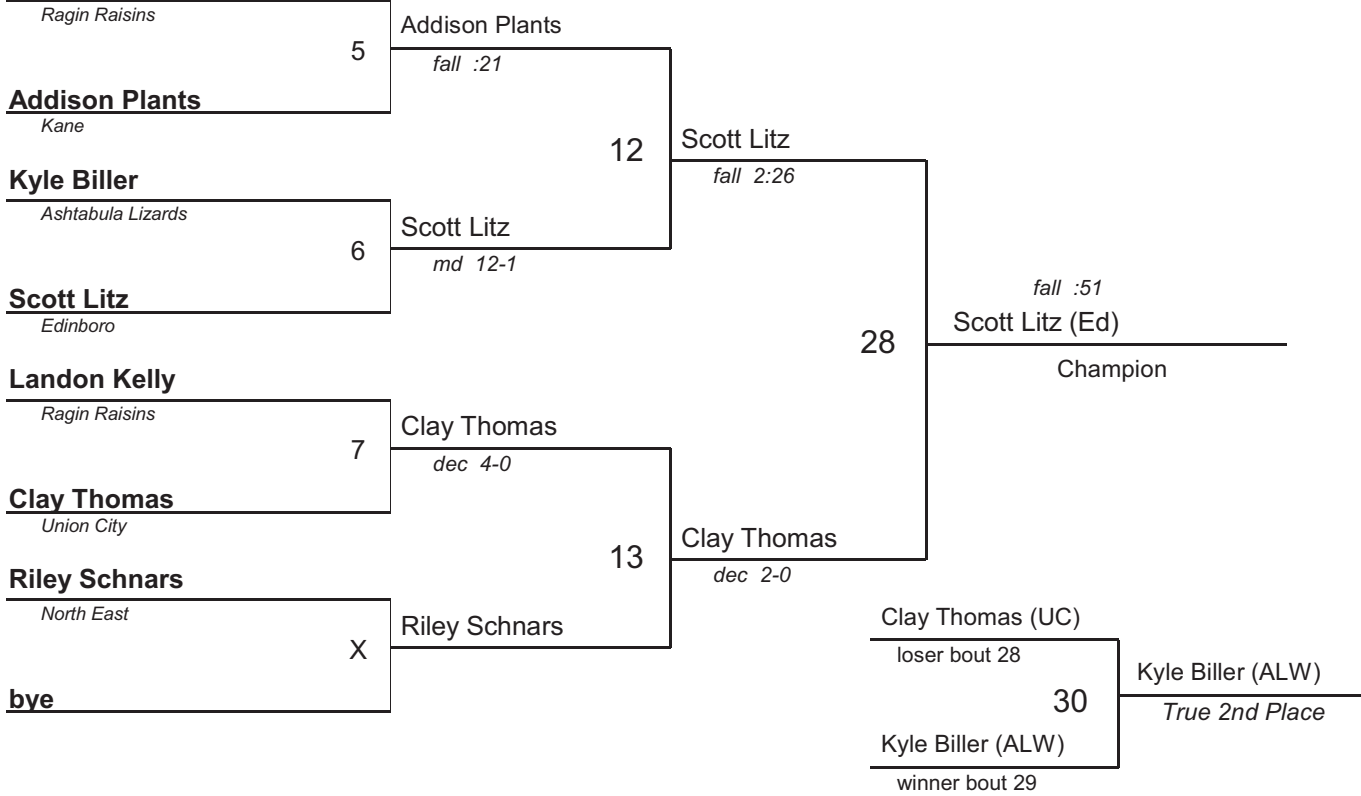 Ragin Raisins
5
Addison Plants
fall :21
Addison Plants
Kane
12
Scott Litz
fall 2:26
Kyle Biller
Ashtabula Lizards
6
Scott Litz
md 12-1
Scott Litz
Edinboro
28
fall :51
Scott Litz (Ed)
Champion
Landon Kelly
Ragin Raisins
7
Clay Thomas
dec 4-0
Clay Thomas
Union City
13
Clay Thomas
dec 2-0
Riley Schnars
North East
X
Riley Schnars
bye
Clay Thomas (UC)
loser bout 28
30
Kyle Biller (ALW)
True 2nd Place
Kyle Biller (ALW)
winner bout 29